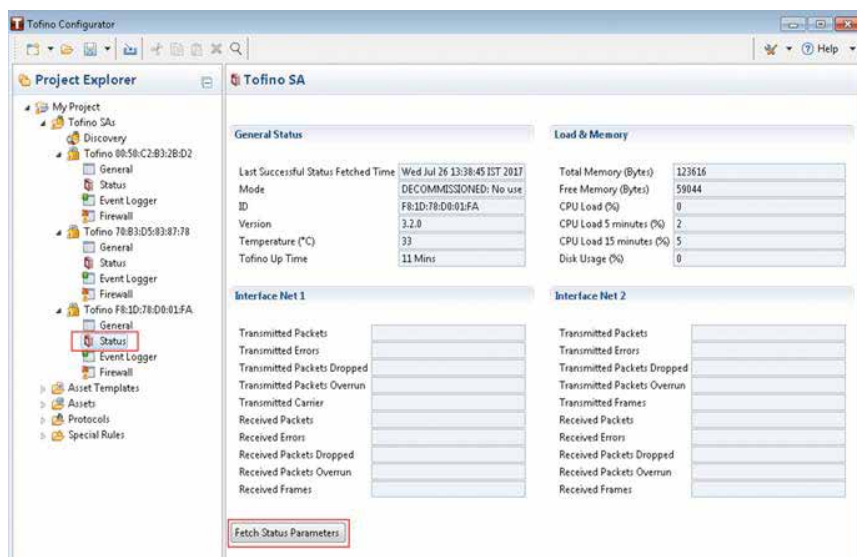 Tofino Configurator
Help
Project Explorer
My Project
Tofino SAs
Discovery
Tofino 00:50:C2:B3:2B:D2
General
Status
Event Logger
Firewall
Tofino 70:B3:D5:83:87:78
General
Status
Event Logger
Firewall
Tofino F8:1D:78:D0:01:FA
General
Status
Event Logger
Firewall
Asset Templates
Assets
Protocols
Special Rules
Tofino SA
General Status
Last Successful Status Fetched Time Wed Jul 26 13:38:45 IST 2017
Mode DECOMMISSIONED: No use
ID F8:1D:78:D0:01:FA
Version 3.2.0
Temperature (°C) 33
Tofino Up Time 11 Mins
Load & Memory
Total Memory (Bytes) 123616
Free Memory (Bytes) 59044
CPU Load (%) 0
CPU Load 5 minutes (%) 2
CPU Load 15 minutes (%) 5
Disk Usage (%) 0
Interface Net 1
Transmitted Packets
Transmitted Errors
Transmitted Packets Dropped
Transmitted Packets Overrun
Transmitted Carrier
Received Packets
Received Errors
Received Packets Dropped
Received Packets Overrun
Received Frames
Interface Net 2
Transmitted Packets
Transmitted Errors
Transmitted Packets Dropped
Transmitted Packets Overrun
Transmitted Frames
Received Packets
Received Errors
Received Packets Dropped
Received Packets Overrun
Received Frames
Fetch Status Parameters